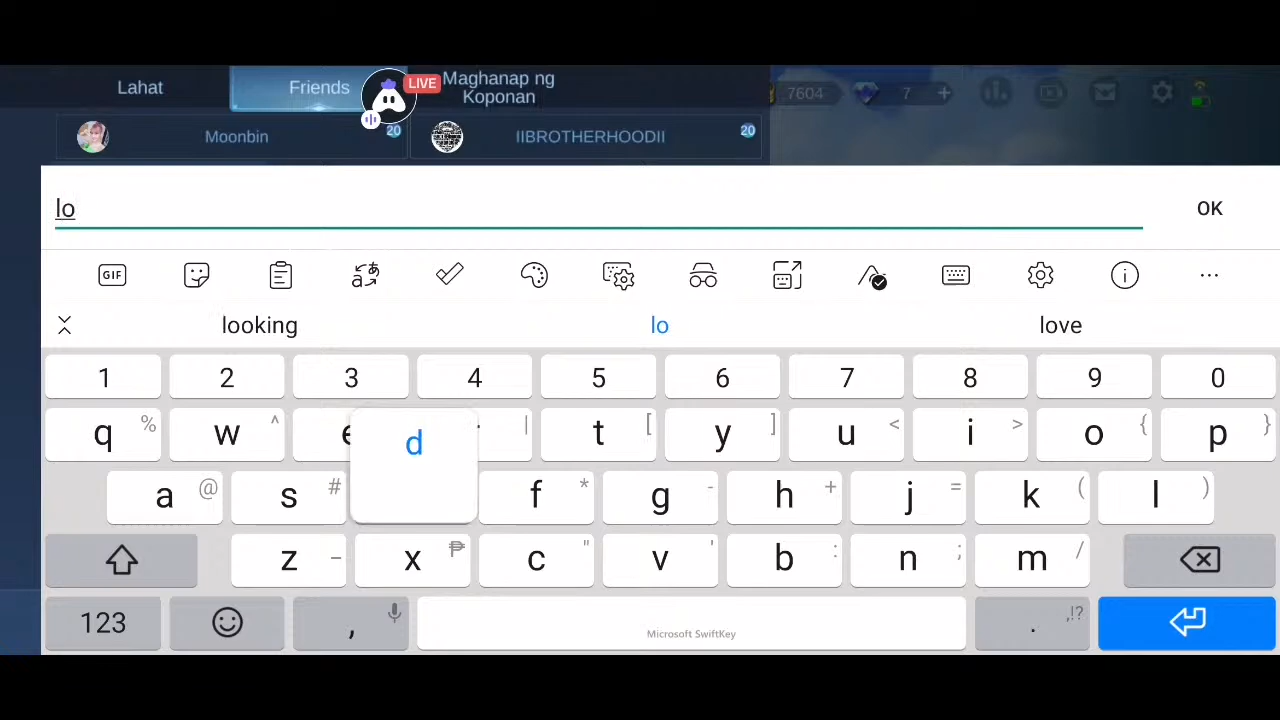 Lahat
Friends
LIVE
Maghanap ng
Koponan
7604
7 +
Moonbin
20
IIBROTHERHOODII
20
lo
OK
GIF
looking
lo
love
1 2 3 4 5 6 7 8 9 0
q % w ^ e d | t [ y ] u < i > o { p }
a @ s # f * g - h + j = k ( l )
z _ x ₱ c " v ' b : n ; m /
123 , Microsoft SwiftKey . ,!?